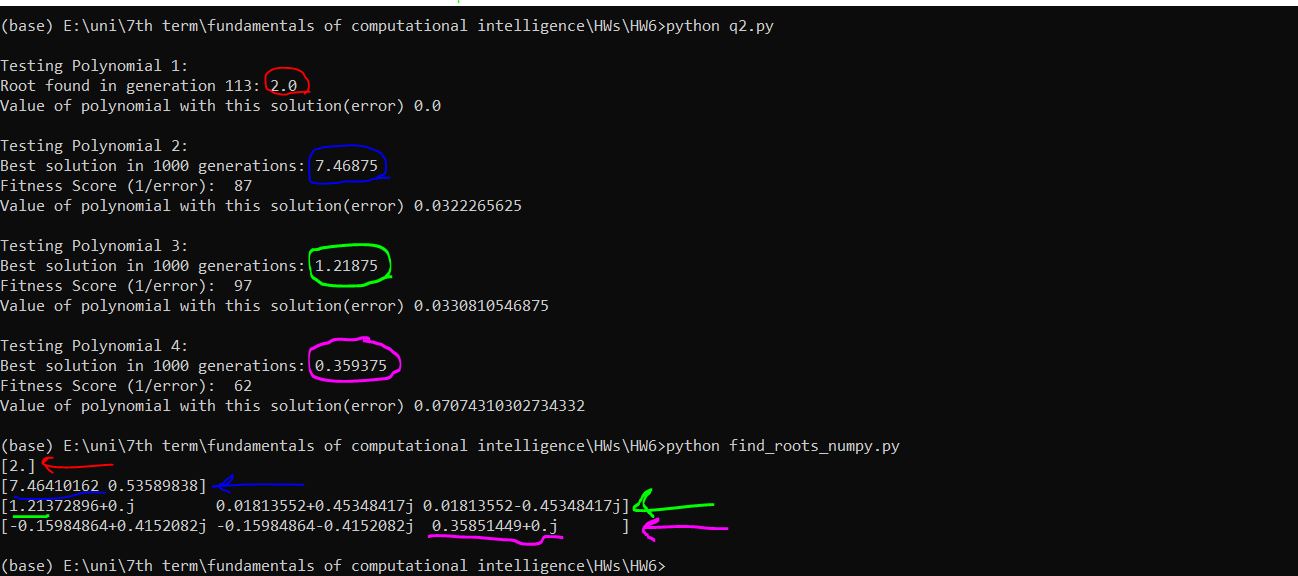 (base) E:\uni\7th term\fundamentals of computational intelligence\HWs\HW6>python q2.py
Testing Polynomial 1:
Root found in generation 113: 2.0
Value of polynomial with this solution(error) 0.0
Testing Polynomial 2:
Best solution in 1000 generations: 7.46875
Fitness Score (1/error):  87
Value of polynomial with this solution(error) 0.0322265625
Testing Polynomial 3:
Best solution in 1000 generations: 1.21875
Fitness Score (1/error):  97
Value of polynomial with this solution(error) 0.0330810546875
Testing Polynomial 4:
Best solution in 1000 generations: 0.359375
Fitness Score (1/error):  62
Value of polynomial with this solution(error) 0.07074310302734332
(base) E:\uni\7th term\fundamentals of computational intelligence\HWs\HW6>python find_roots_numpy.py
[2.]
[7.46410162 0.53589838]
[1.21372896+0.j         0.01813552+0.45348417j 0.01813552-0.45348417j]
[-0.15984864+0.4152082j -0.15984864-0.4152082j  0.35851449+0.j       ]
(base) E:\uni\7th term\fundamentals of computational intelligence\HWs\HW6>